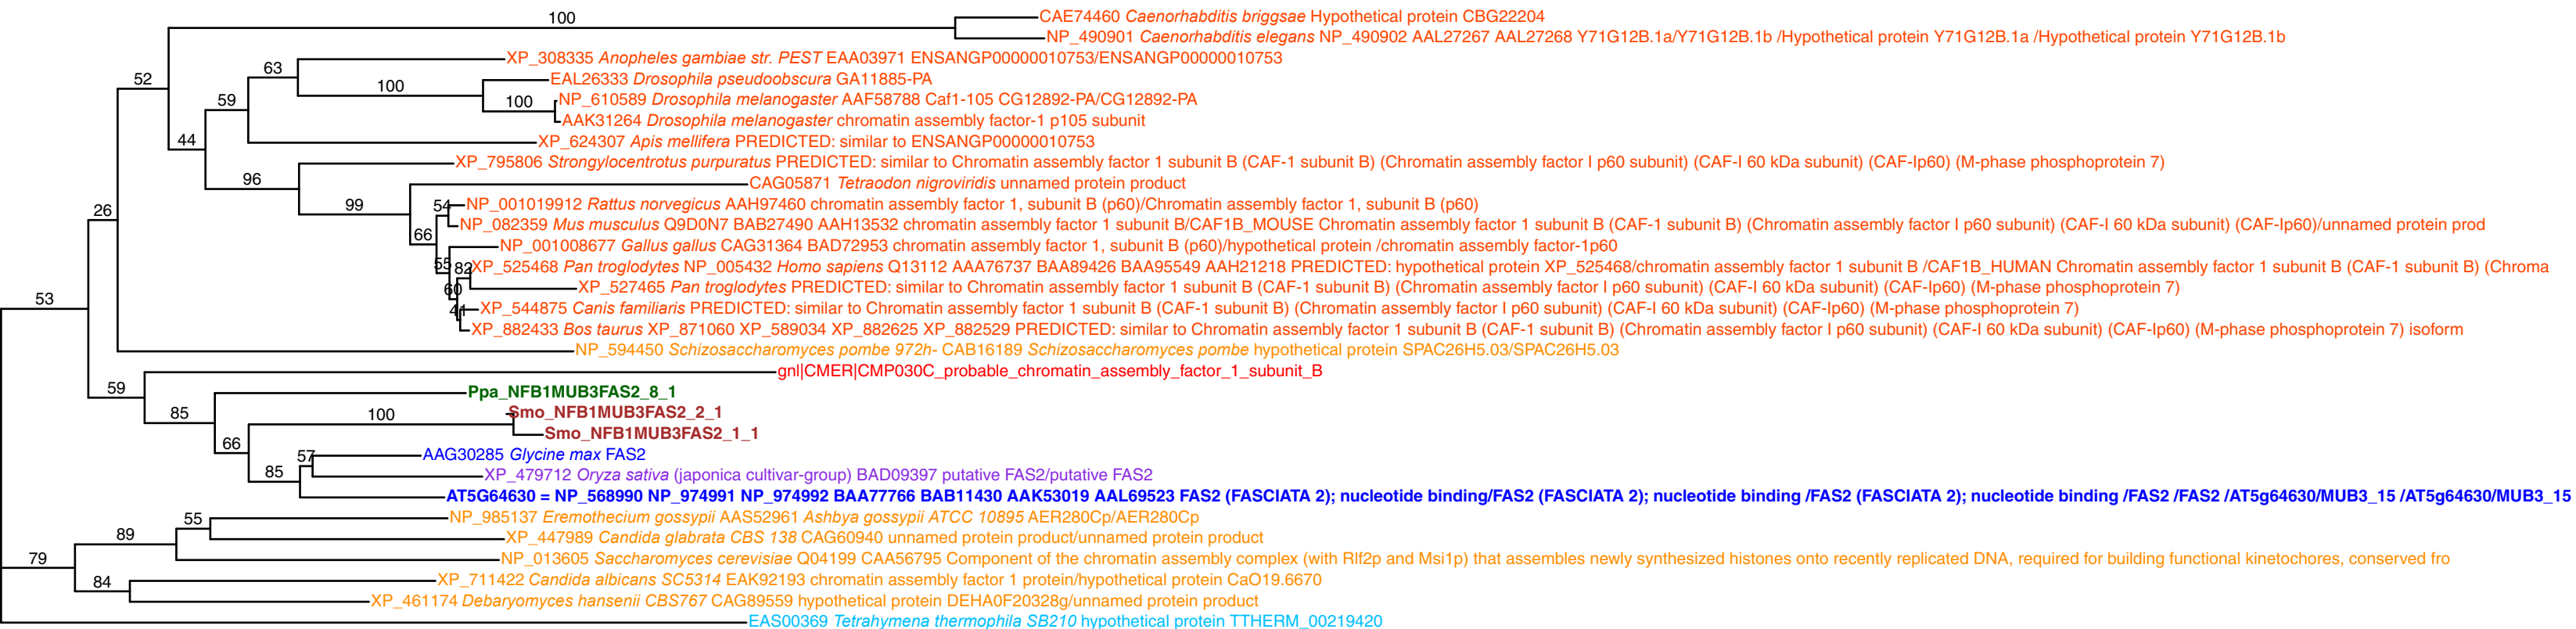 100
CAE74460 Caenorhabditis briggsae Hypothetical protein CBG22204
NP_490901 Caenorhabditis elegans NP_490902 AAL27267 AAL27268 Y71G12B.1a/Y71G12B.1b /Hypothetical protein Y71G12B.1a /Hypothetical protein Y71G12B.1b
XP_308335 Anopheles gambiae str. PEST EAA03971 ENSANGP00000010753/ENSANGP00000010753
63
52
EAL26333 Drosophila pseudoobscura GA11885-PA
100
59
100
NP_610589 Drosophila melanogaster AAF58788 Caf1-105 CG12892-PA/CG12892-PA
AAK31264 Drosophila melanogaster chromatin assembly factor-1 p105 subunit
44
XP_624307 Apis mellifera PREDICTED: similar to ENSANGP00000010753
XP_795806 Strongylocentrotus purpuratus PREDICTED: similar to Chromatin assembly factor 1 subunit B (CAF-1 subunit B) (Chromatin assembly factor I p60 subunit) (CAF-I 60 kDa subunit) (CAF-Ip60) (M-phase phosphoprotein 7)
96
CAG05871 Tetraodon nigroviridis unnamed protein product
99
54
NP_001019912 Rattus norvegicus AAH97460 chromatin assembly factor 1, subunit B (p60)/Chromatin assembly factor 1, subunit B (p60)
26
NP_082359 Mus musculus Q9D0N7 BAB27490 AAH13532 chromatin assembly factor 1 subunit B/CAF1B_MOUSE Chromatin assembly factor 1 subunit B (CAF-1 subunit B) (Chromatin assembly factor I p60 subunit) (CAF-I 60 kDa subunit) (CAF-Ip60)/unnamed protein prod
66
NP_001008677 Gallus gallus CAG31364 BAD72953 chromatin assembly factor 1, subunit B (p60)/hypothetical protein /chromatin assembly factor-1p60
55
82
XP_525468 Pan troglodytes NP_005432 Homo sapiens Q13112 AAA76737 BAA89426 BAA95549 AAH21218 PREDICTED: hypothetical protein XP_525468/chromatin assembly factor 1 subunit B /CAF1B_HUMAN Chromatin assembly factor 1 subunit B (CAF-1 subunit B) (Chroma
60
XP_527465 Pan troglodytes PREDICTED: similar to Chromatin assembly factor 1 subunit B (CAF-1 subunit B) (Chromatin assembly factor I p60 subunit) (CAF-I 60 kDa subunit) (CAF-Ip60) (M-phase phosphoprotein 7)
53
41
XP_544875 Canis familiaris PREDICTED: similar to Chromatin assembly factor 1 subunit B (CAF-1 subunit B) (Chromatin assembly factor I p60 subunit) (CAF-I 60 kDa subunit) (CAF-Ip60) (M-phase phosphoprotein 7)
XP_882433 Bos taurus XP_871060 XP_589034 XP_882625 XP_882529 PREDICTED: similar to Chromatin assembly factor 1 subunit B (CAF-1 subunit B) (Chromatin assembly factor I p60 subunit) (CAF-I 60 kDa subunit) (CAF-Ip60) (M-phase phosphoprotein 7) isoform
NP_594450 Schizosaccharomyces pombe 972h- CAB16189 Schizosaccharomyces pombe hypothetical protein SPAC26H5.03/SPAC26H5.03
gnl|CMER|CMP030C_probable_chromatin_assembly_factor_1_subunit_B
59
Ppa_NFB1MUB3FAS2_8_1
85
100
Smo_NFB1MUB3FAS2_2_1
Smo_NFB1MUB3FAS2_1_1
66
57
AAG30285 Glycine max FAS2
85
XP_479712 Oryza sativa (japonica cultivar-group) BAD09397 putative FAS2/putative FAS2
AT5G64630 = NP_568990 NP_974991 NP_974992 BAA77766 BAB11430 AAK53019 AAL69523 FAS2 (FASCIATA 2); nucleotide binding/FAS2 (FASCIATA 2); nucleotide binding /FAS2 (FASCIATA 2); nucleotide binding /FAS2 /FAS2 /AT5g64630/MUB3_15 /AT5g64630/MUB3_15
55
NP_985137 Eremothecium gossypii AAS52961 Ashbya gossypii ATCC 10895 AER280Cp/AER280Cp
89
XP_447989 Candida glabrata CBS 138 CAG60940 unnamed protein product/unnamed protein product
79
NP_013605 Saccharomyces cerevisiae Q04199 CAA56795 Component of the chromatin assembly complex (with Rlf2p and Msi1p) that assembles newly synthesized histones onto recently replicated DNA, required for building functional kinetochores, conserved fro
84
XP_711422 Candida albicans SC5314 EAK92193 chromatin assembly factor 1 protein/hypothetical protein CaO19.6670
XP_461174 Debaryomyces hansenii CBS767 CAG89559 hypothetical protein DEHA0F20328g/unnamed protein product
EAS00369 Tetrahymena thermophila SB210 hypothetical protein TTHERM_00219420